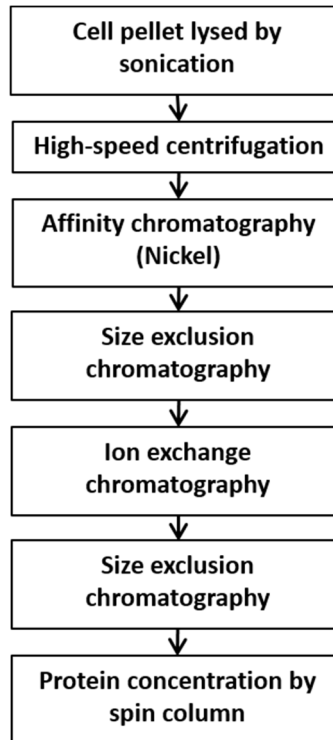 Cell pellet lysed by
sonication
High-speed centrifugation
Affinity chromatography
(Nickel)
Size exclusion
chromatography
Ion exchange
chromatography
Size exclusion
chromatography
Protein concentration by
spin column